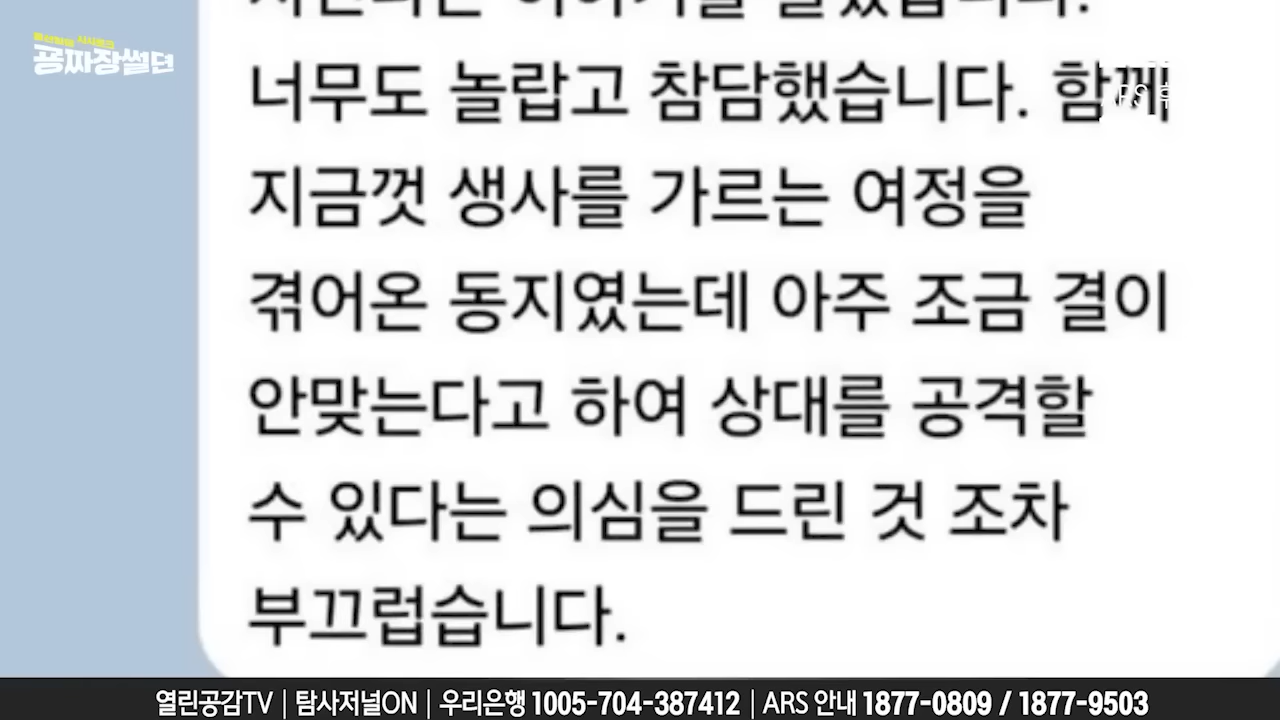 굥짜장썰뎐
너무도 놀랍고 참담했습니다. 함께
지금껏 생사를 가르는 여정을
겪어온 동지였는데 아주 조금 결이
안맞는다고 하여 상대를 공격할
수 있다는 의심을 드린 것 조차
부끄럽습니다.
열린공감TV | 탐사저널ON | 우리은행 1005-704-387412 | ARS 안내 1877-0809 / 1877-9503